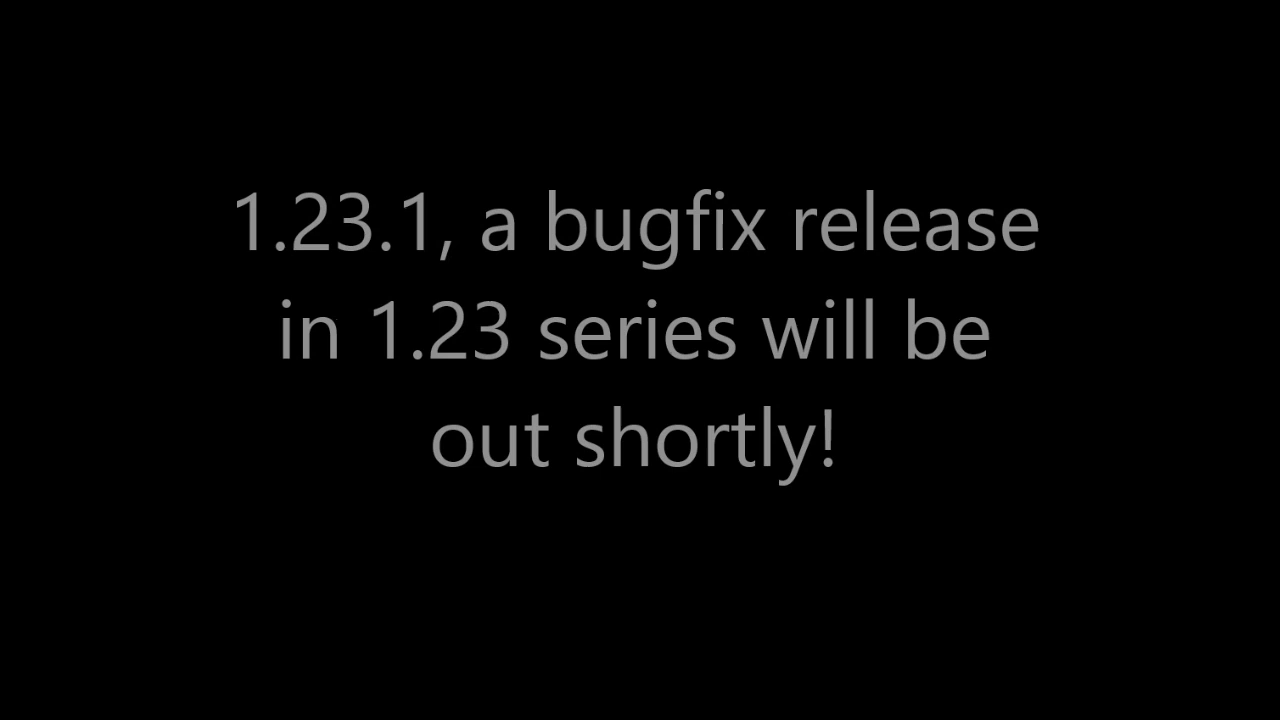 1.23.1, a bugfix release
in 1.23 series will be
out shortly!